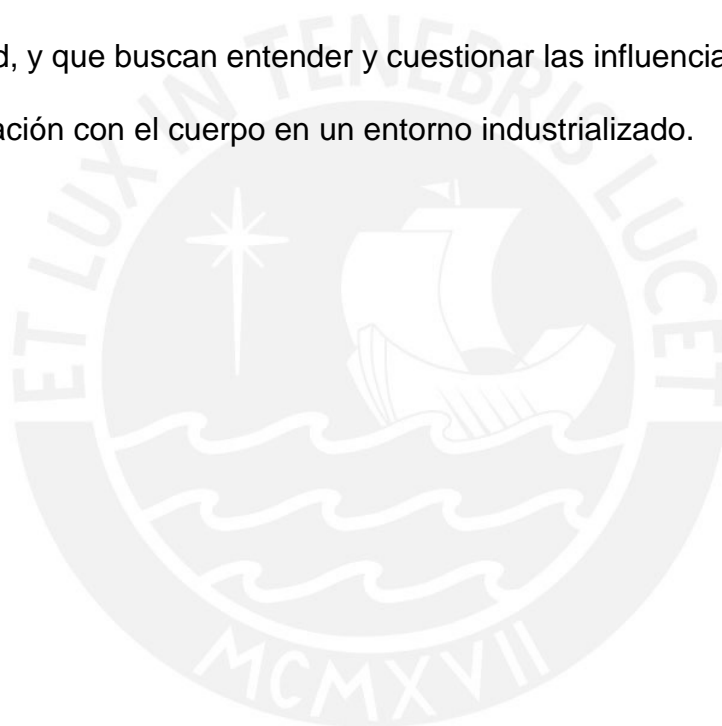 d, y que buscan entender y cuestionar las influencia
ación con el cuerpo en un entorno industrializado.
ET LUX IN TENEBRIS LUCET
MCMXVII